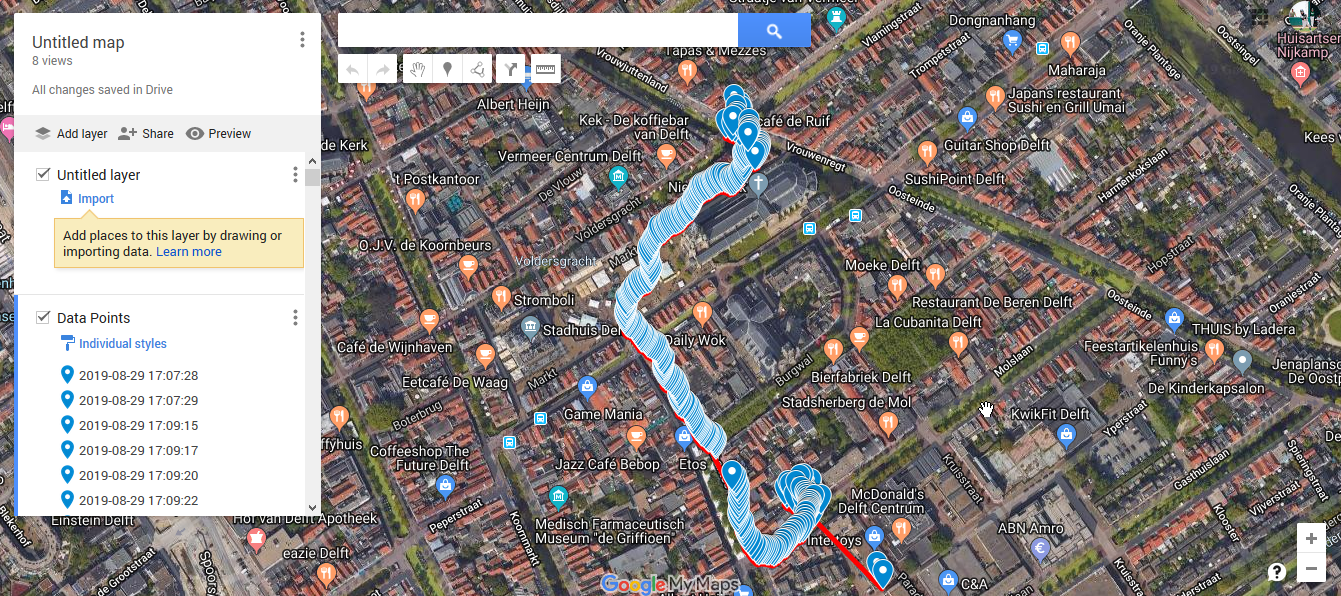 Untitled map
8 views
All changes saved in Drive
Add layer
Share
Preview
Untitled layer
Import
Add places to this layer by drawing or
importing data. Learn more
Data Points
Individual styles
2019-08-29 17:07:28
2019-08-29 17:07:29
2019-08-29 17:09:15
2019-08-29 17:09:17
2019-08-29 17:09:20
2019-08-29 17:09:22
Straatje van Vermeer
Vlamingstraat
Dongnanhang
Trompetstraat
Maharaja
Oranje Plantage
Oostsingel
Nijkamp
Tapas & Mezzes
Vrouwjuttenland
Albert Heijn
Japans restaurant
Sushi en Grill Umai
Kek - De koffiebar
van Delft
café de Ruif
Guitar Shop Delft
Kees
de Kerk
Vermeer Centrum Delft
Vrouwenregt
SushiPoint Delft
Harmenkokslaan
't Postkantoor
De Vlouw
Voldersgracht
Oosteinde
O.J.V. de Koornbeurs
Voldersgracht
Markt
Hopstraat
Moeke Delft
Stromboli
Restaurant De Beren Delft
Oosteinde
Oranjestraat
Stadhuis
Daily Wok
La Cubanita Delft
THUIS by Ladera
Café de Wijnhaven
Feestartikelenhuis
Funny's
Molslaan
Burgwal
Markt
Eetcafé De Waag
Bierfabriek Delft
De Kinderkapsalon
De Oostp
Boterbrug
Game Mania
Stadsherberg de Mol
KwikFit Delft
Yperstraat
Coffeeshop The
Future Delft
Jazz Café Bebop
Etos
Kruisstraat
Gasthuislaan
Spieringstraat
McDonald's
Delft Centrum
Vijverstraat
Peperstraat
Koornmarkt
Medisch Farmaceutisch
Museum "de Griffioen"
Intertoys
ABN Amro
Klooster
Einstein Delft
Hof van Delft Apotheek
eazie Delft
de Grootstraat
C&A
Google My Maps